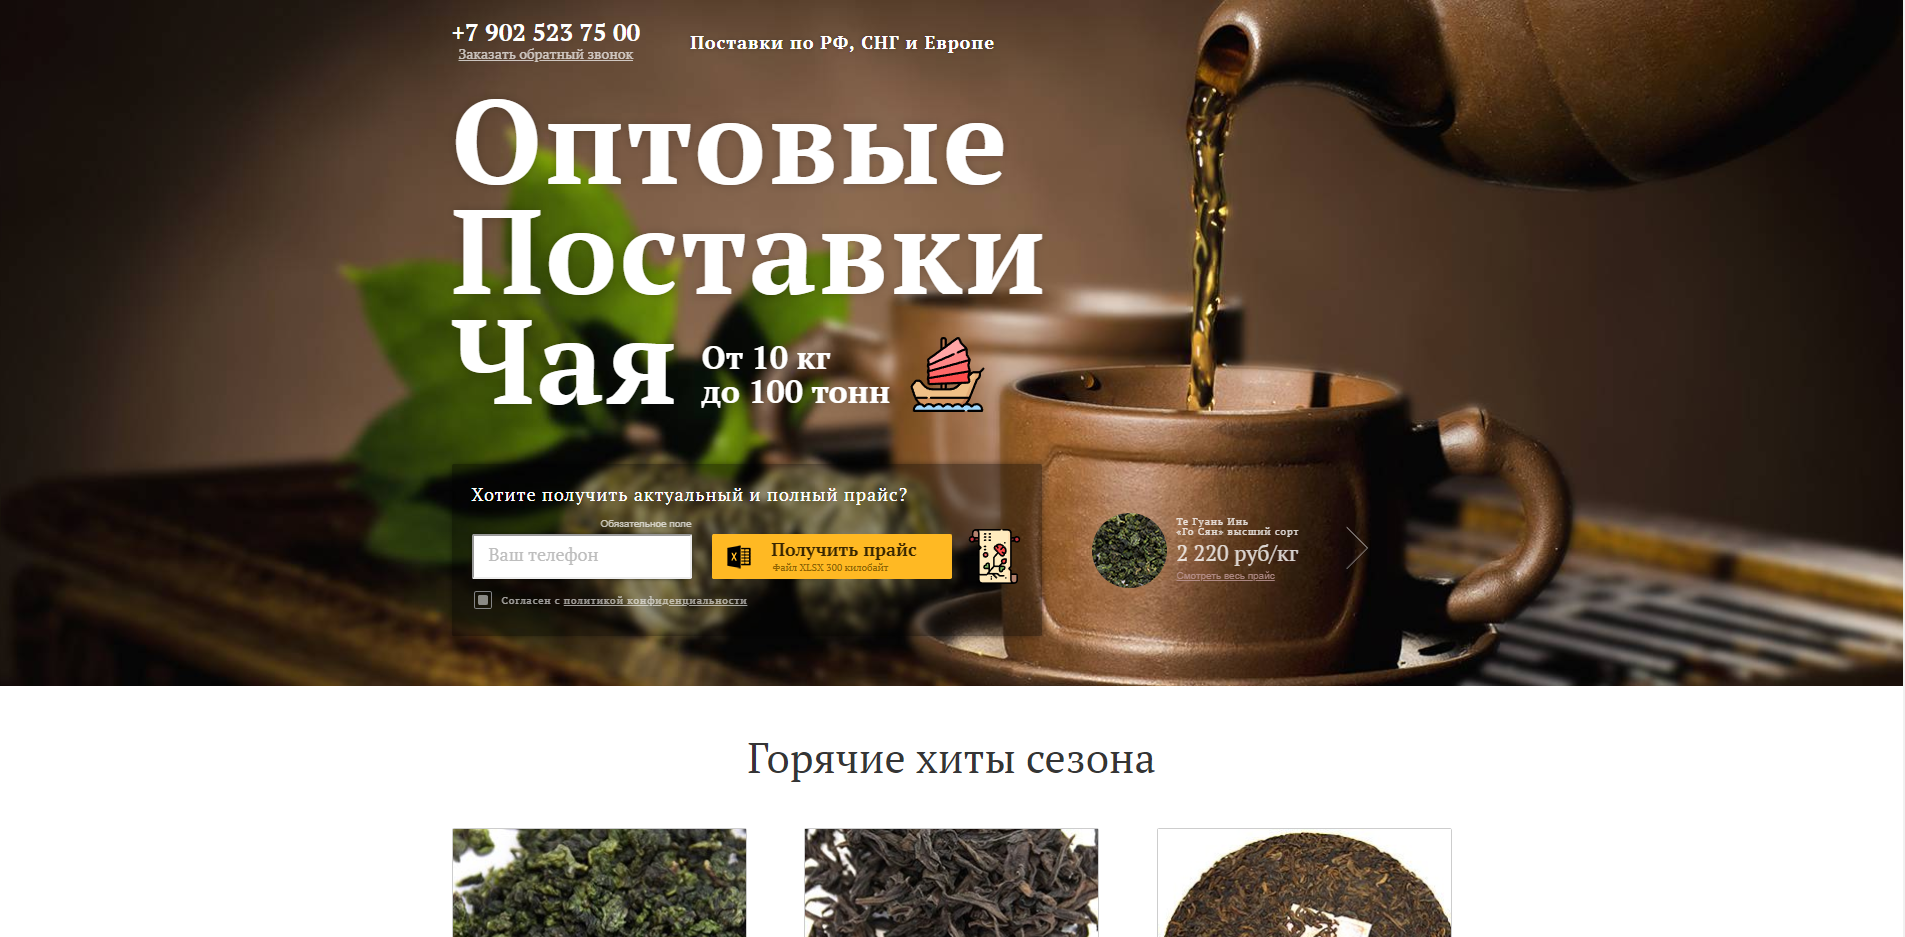 +7 902 523 75 00
Заказать обратный звонок
Поставки по РФ, СНГ и Европе
Оптовые
Поставки
Чая
От 10 кг
до 100 тонн
Хотите получить актуальный и полный прайс?
Обязательное поле
Ваш телефон
Получить прайс
Файл XLSX 300 килобайт
Согласен с политикой конфиденциальности
Те Гуань Инь
«Го Сян» высший сорт
2 220 руб/кг
Смотреть весь прайс
Горячие хиты сезона